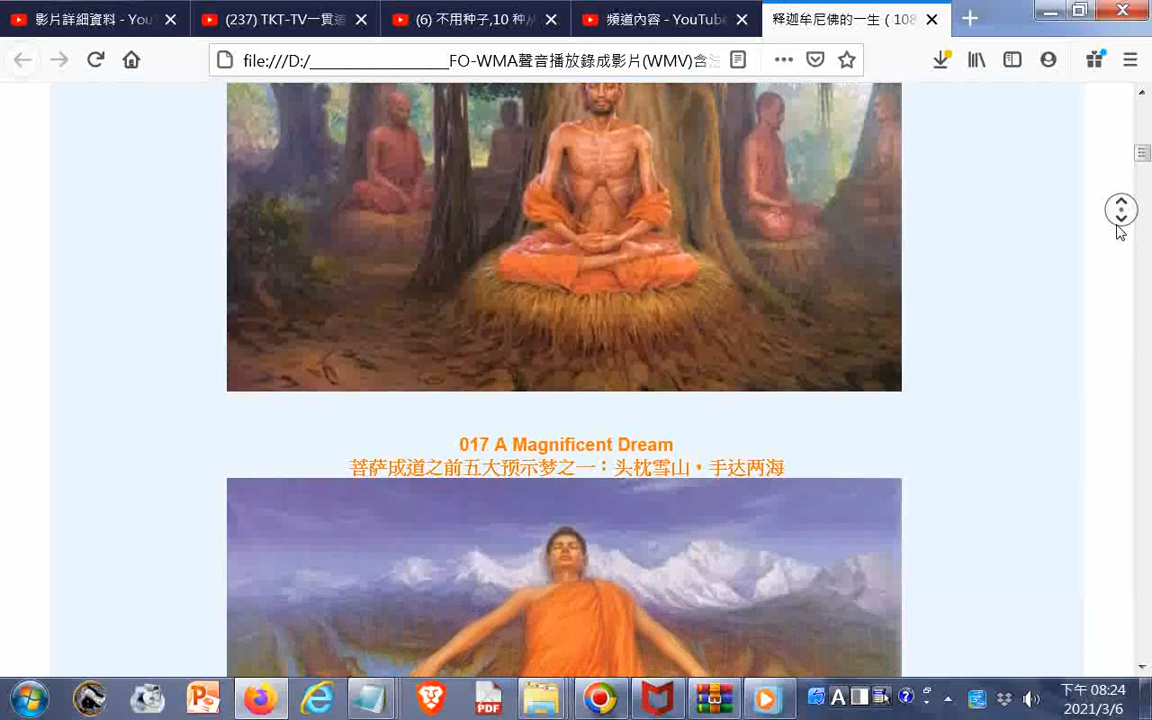 影片詳細資料 - You
(237) TKT-TV一貫道
(6) 不用种子,10 种
頻道內容 - YouTube
释迦牟尼佛的一生 ( 108
file:///D:/__________________FO-WMA聲音播放錄成影片(WMV)含
017 A Magnificent Dream
菩萨成道之前五大预示梦之一：头枕雪山，手达两海
PDF
A
下午 08:24
2021/3/6